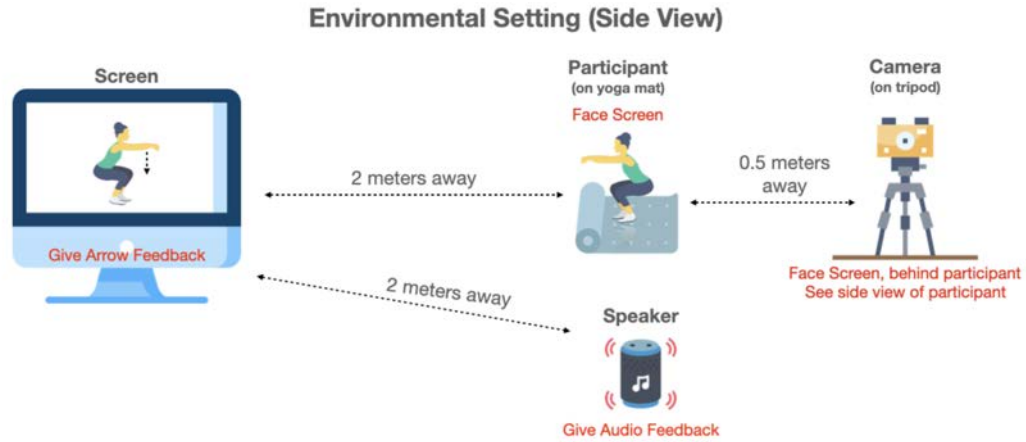 Environmental Setting (Side View)
Screen
Participant
(on yoga mat)
Face Screen
Camera
(on tripod)
2 meters away
0.5 meters
away
Give Arrow Feedback
2 meters away
Face Screen, behind participant
See side view of participant
Speaker
Give Audio Feedback